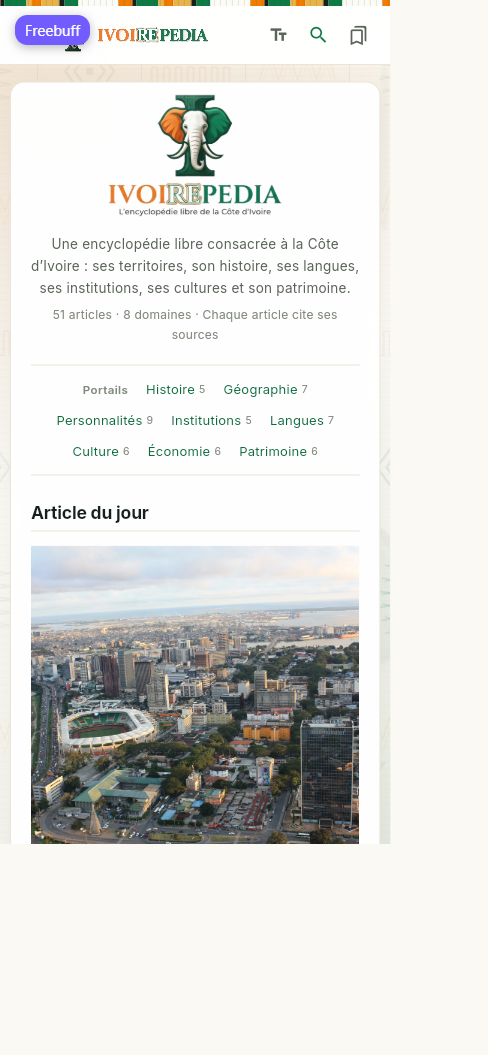 Freebuff
IVOIREPEDIA
IVOIREPEDIA
L'encyclopédie libre de la Côte d'Ivoire
Une encyclopédie libre consacrée à la Côte
d'Ivoire : ses territoires, son histoire, ses langues,
ses institutions, ses cultures et son patrimoine.
51 articles · 8 domaines · Chaque article cite ses
sources
Portails Histoire 5 Géographie 7
Personnalités 9 Institutions 5 Langues 7
Culture 6 Économie 6 Patrimoine 6
Article du jour